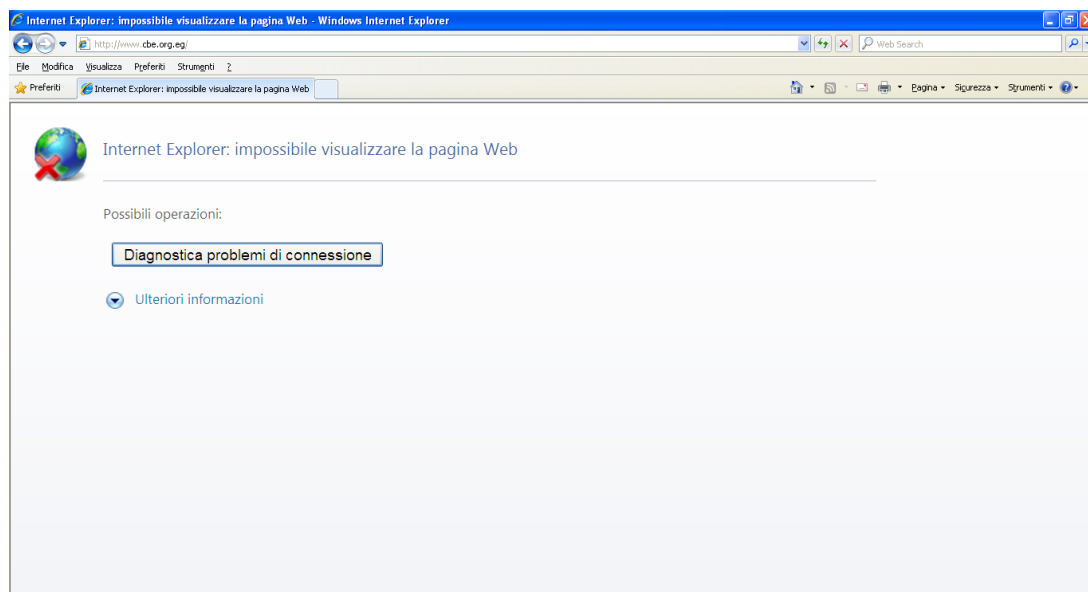 Internet Explorer: impossibile visualizzare la pagina Web - Windows Internet Explorer
http://www.cbe.org.eg/ Web Search
File Modifica Visualizza Preferiti Strumenti ?
Preferiti Internet Explorer: impossibile visualizzare la pagina Web Pagina Sicurezza Strumenti
Internet Explorer: impossibile visualizzare la pagina Web
Possibili operazioni:
Diagnostica problemi di connessione
Ulteriori informazioni